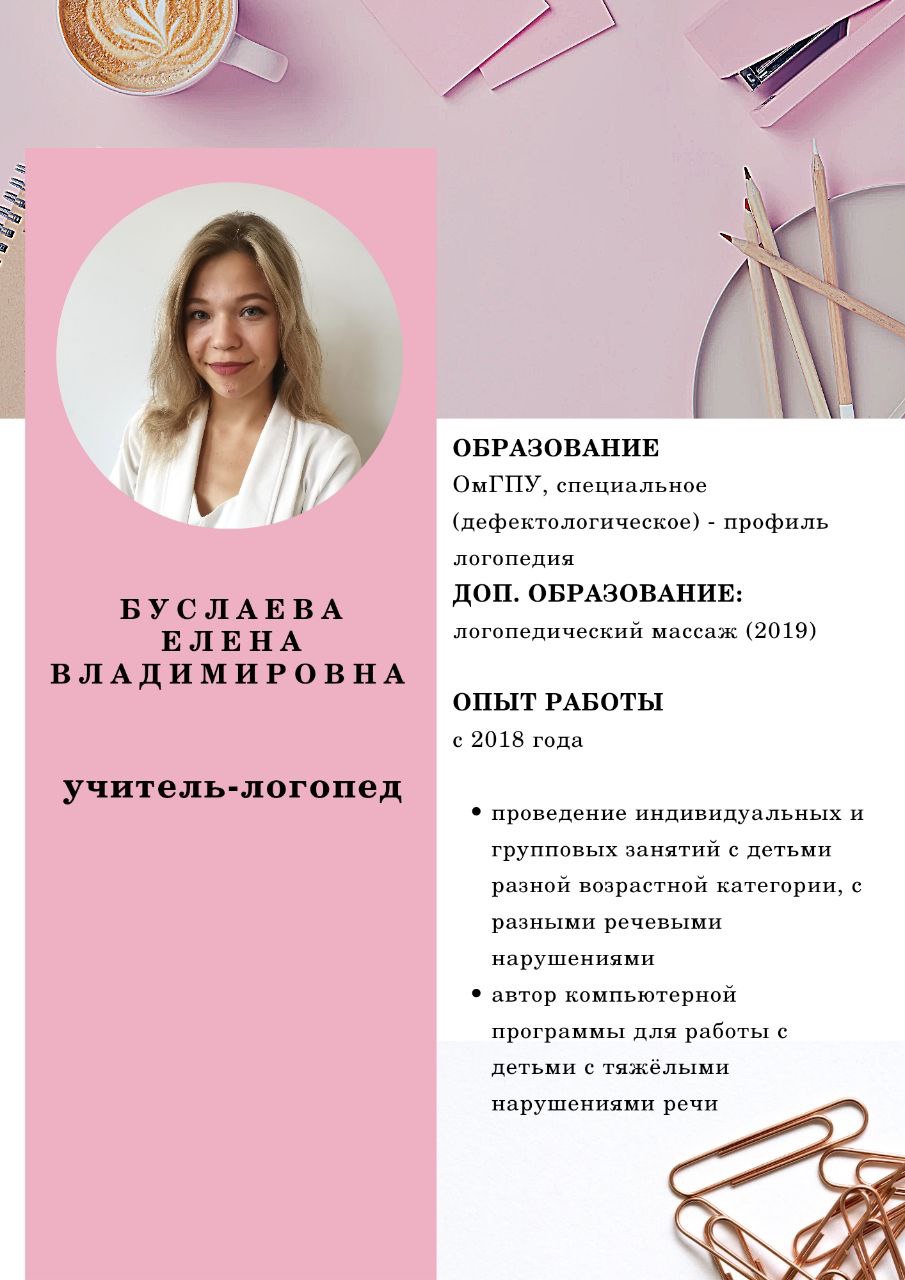 БУСЛАЕВА
ЕЛЕНА
ВЛАДИМИРОВНА
учитель-логопед
ОБРАЗОВАНИЕ
ОмГПУ, специальное
(дефектологическое) - профиль
логопедия
ДОП. ОБРАЗОВАНИЕ:
логопедический массаж (2019)
ОПЫТ РАБОТЫ
с 2018 года
• проведение индивидуальных и
групповых занятий с детьми
разной возрастной категории, с
разными речевыми
нарушениями
• автор компьютерной
программы для работы с
детьми с тяжёлыми
нарушениями речи